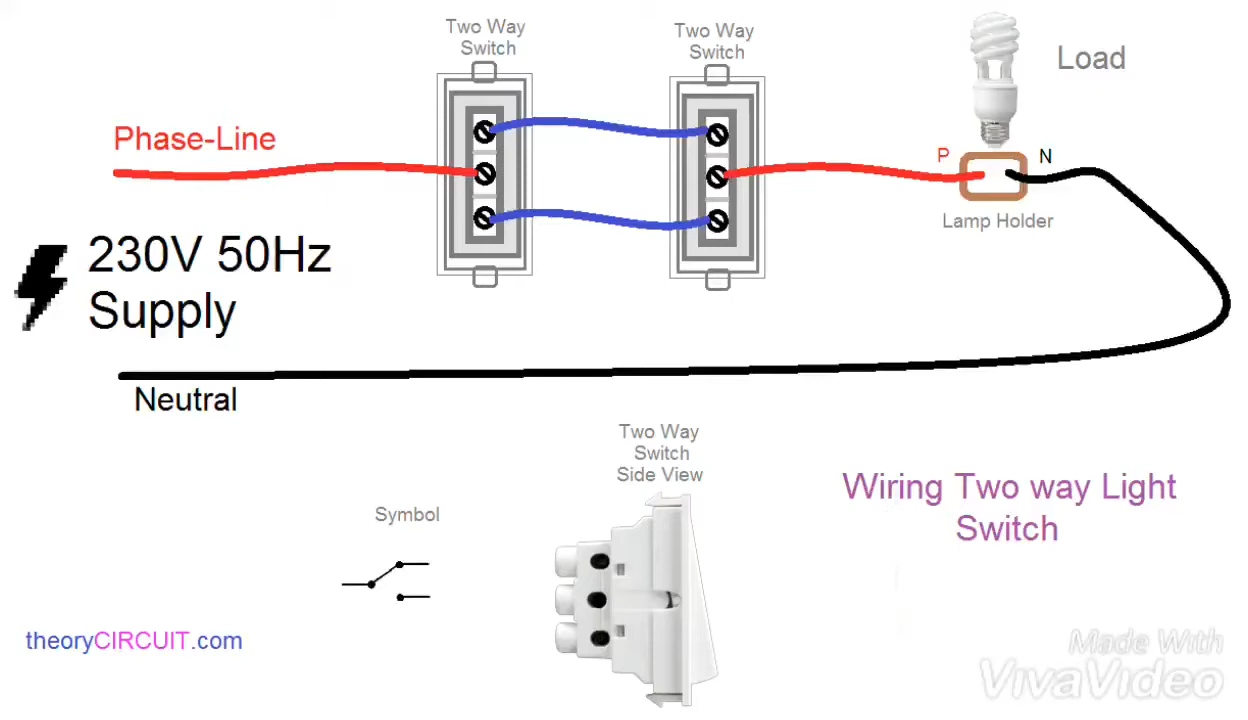 Two Way
Switch
Two Way
Switch
Load
Phase-Line
P
N
Lamp Holder
230V 50Hz
Supply
Neutral
Two Way
Switch
Side View
Wiring Two way Light
Switch
Symbol
theoryCIRCUIT.com
Made With
VivaVideo